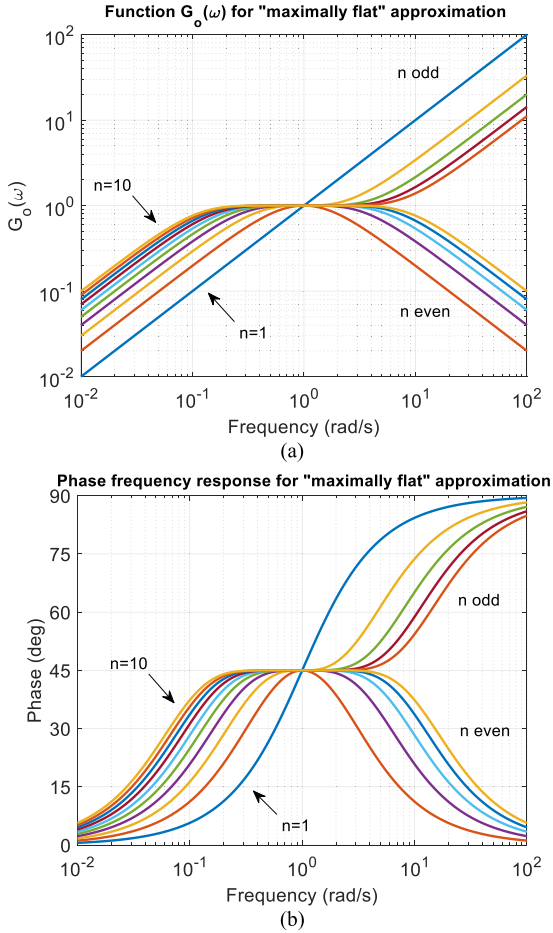 Function G_o(ω) for "maximally flat" approximation
10^2
10^1
10^0
10^-1
10^-2
G_o(ω)
n odd
n=10
n even
n=1
10^-2 10^-1 10^0 10^1 10^2
Frequency (rad/s)
(a)
Phase frequency response for "maximally flat" approximation
90
75
60
45
30
15
0
Phase (deg)
n odd
n=10
n even
n=1
10^-2 10^-1 10^0 10^1 10^2
Frequency (rad/s)
(b)